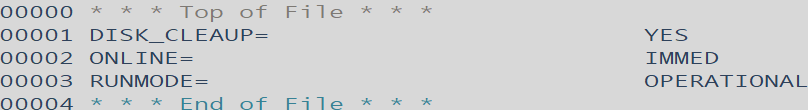 00000 * * * Top of File * * *
00001 DISK_CLEAUP= YES
00002 ONLINE= IMMED
00003 RUNMODE= OPERATIONAL
00004 * * * End of File * * *